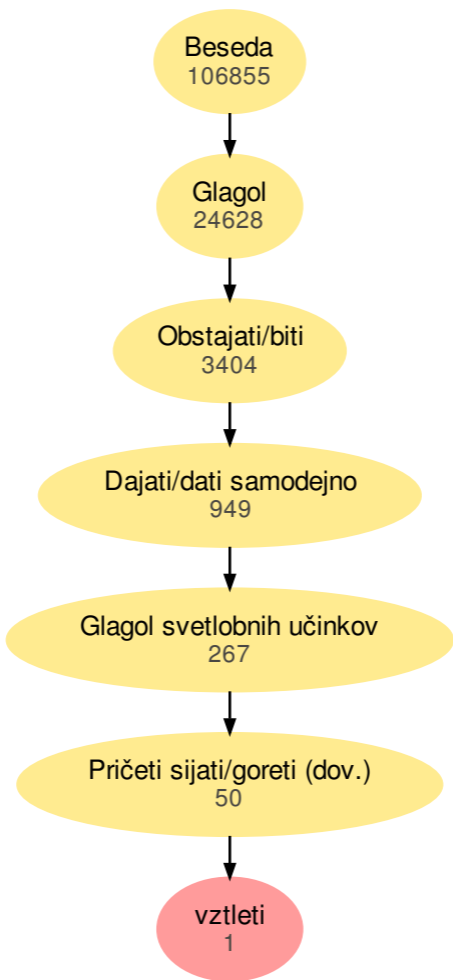 Beseda
106855
Glagol
24628
Obstajati/biti
3404
Dajati/dati samodejno
949
Glagol svetlobnih učinkov
267
Pričeti sijati/goreti (dov.)
50
vztleti
1